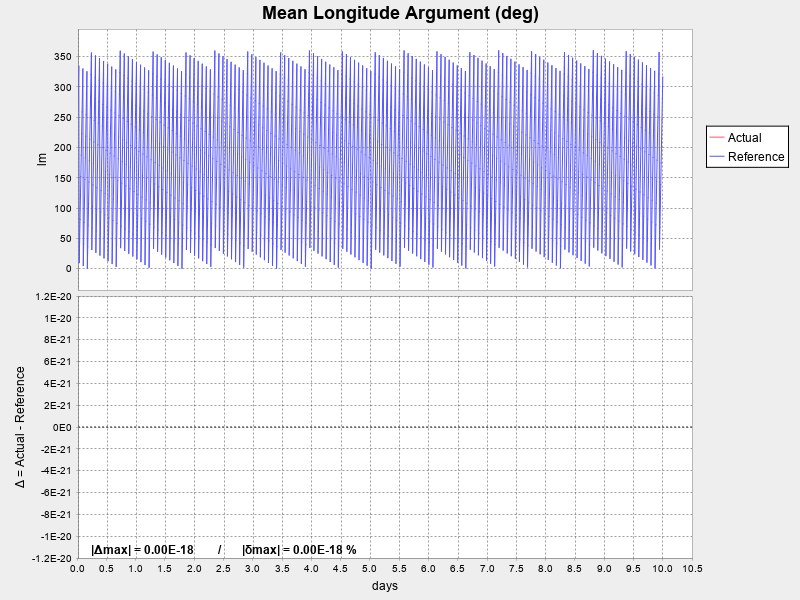 Mean Longitude Argument (deg)
350
300
250
200
150
100
50
0
lm
Actual
Reference
1.2E-20
1E-20
8E-21
6E-21
4E-21
2E-21
0E0
-2E-21
-4E-21
-6E-21
-8E-21
-1E-20
-1.2E-20
Δ = Actual - Reference
|Δmax| = 0.00E-18 / |δmax| = 0.00E-18 %
0.0 0.5 1.0 1.5 2.0 2.5 3.0 3.5 4.0 4.5 5.0 5.5 6.0 6.5 7.0 7.5 8.0 8.5 9.0 9.5 10.0 10.5
days